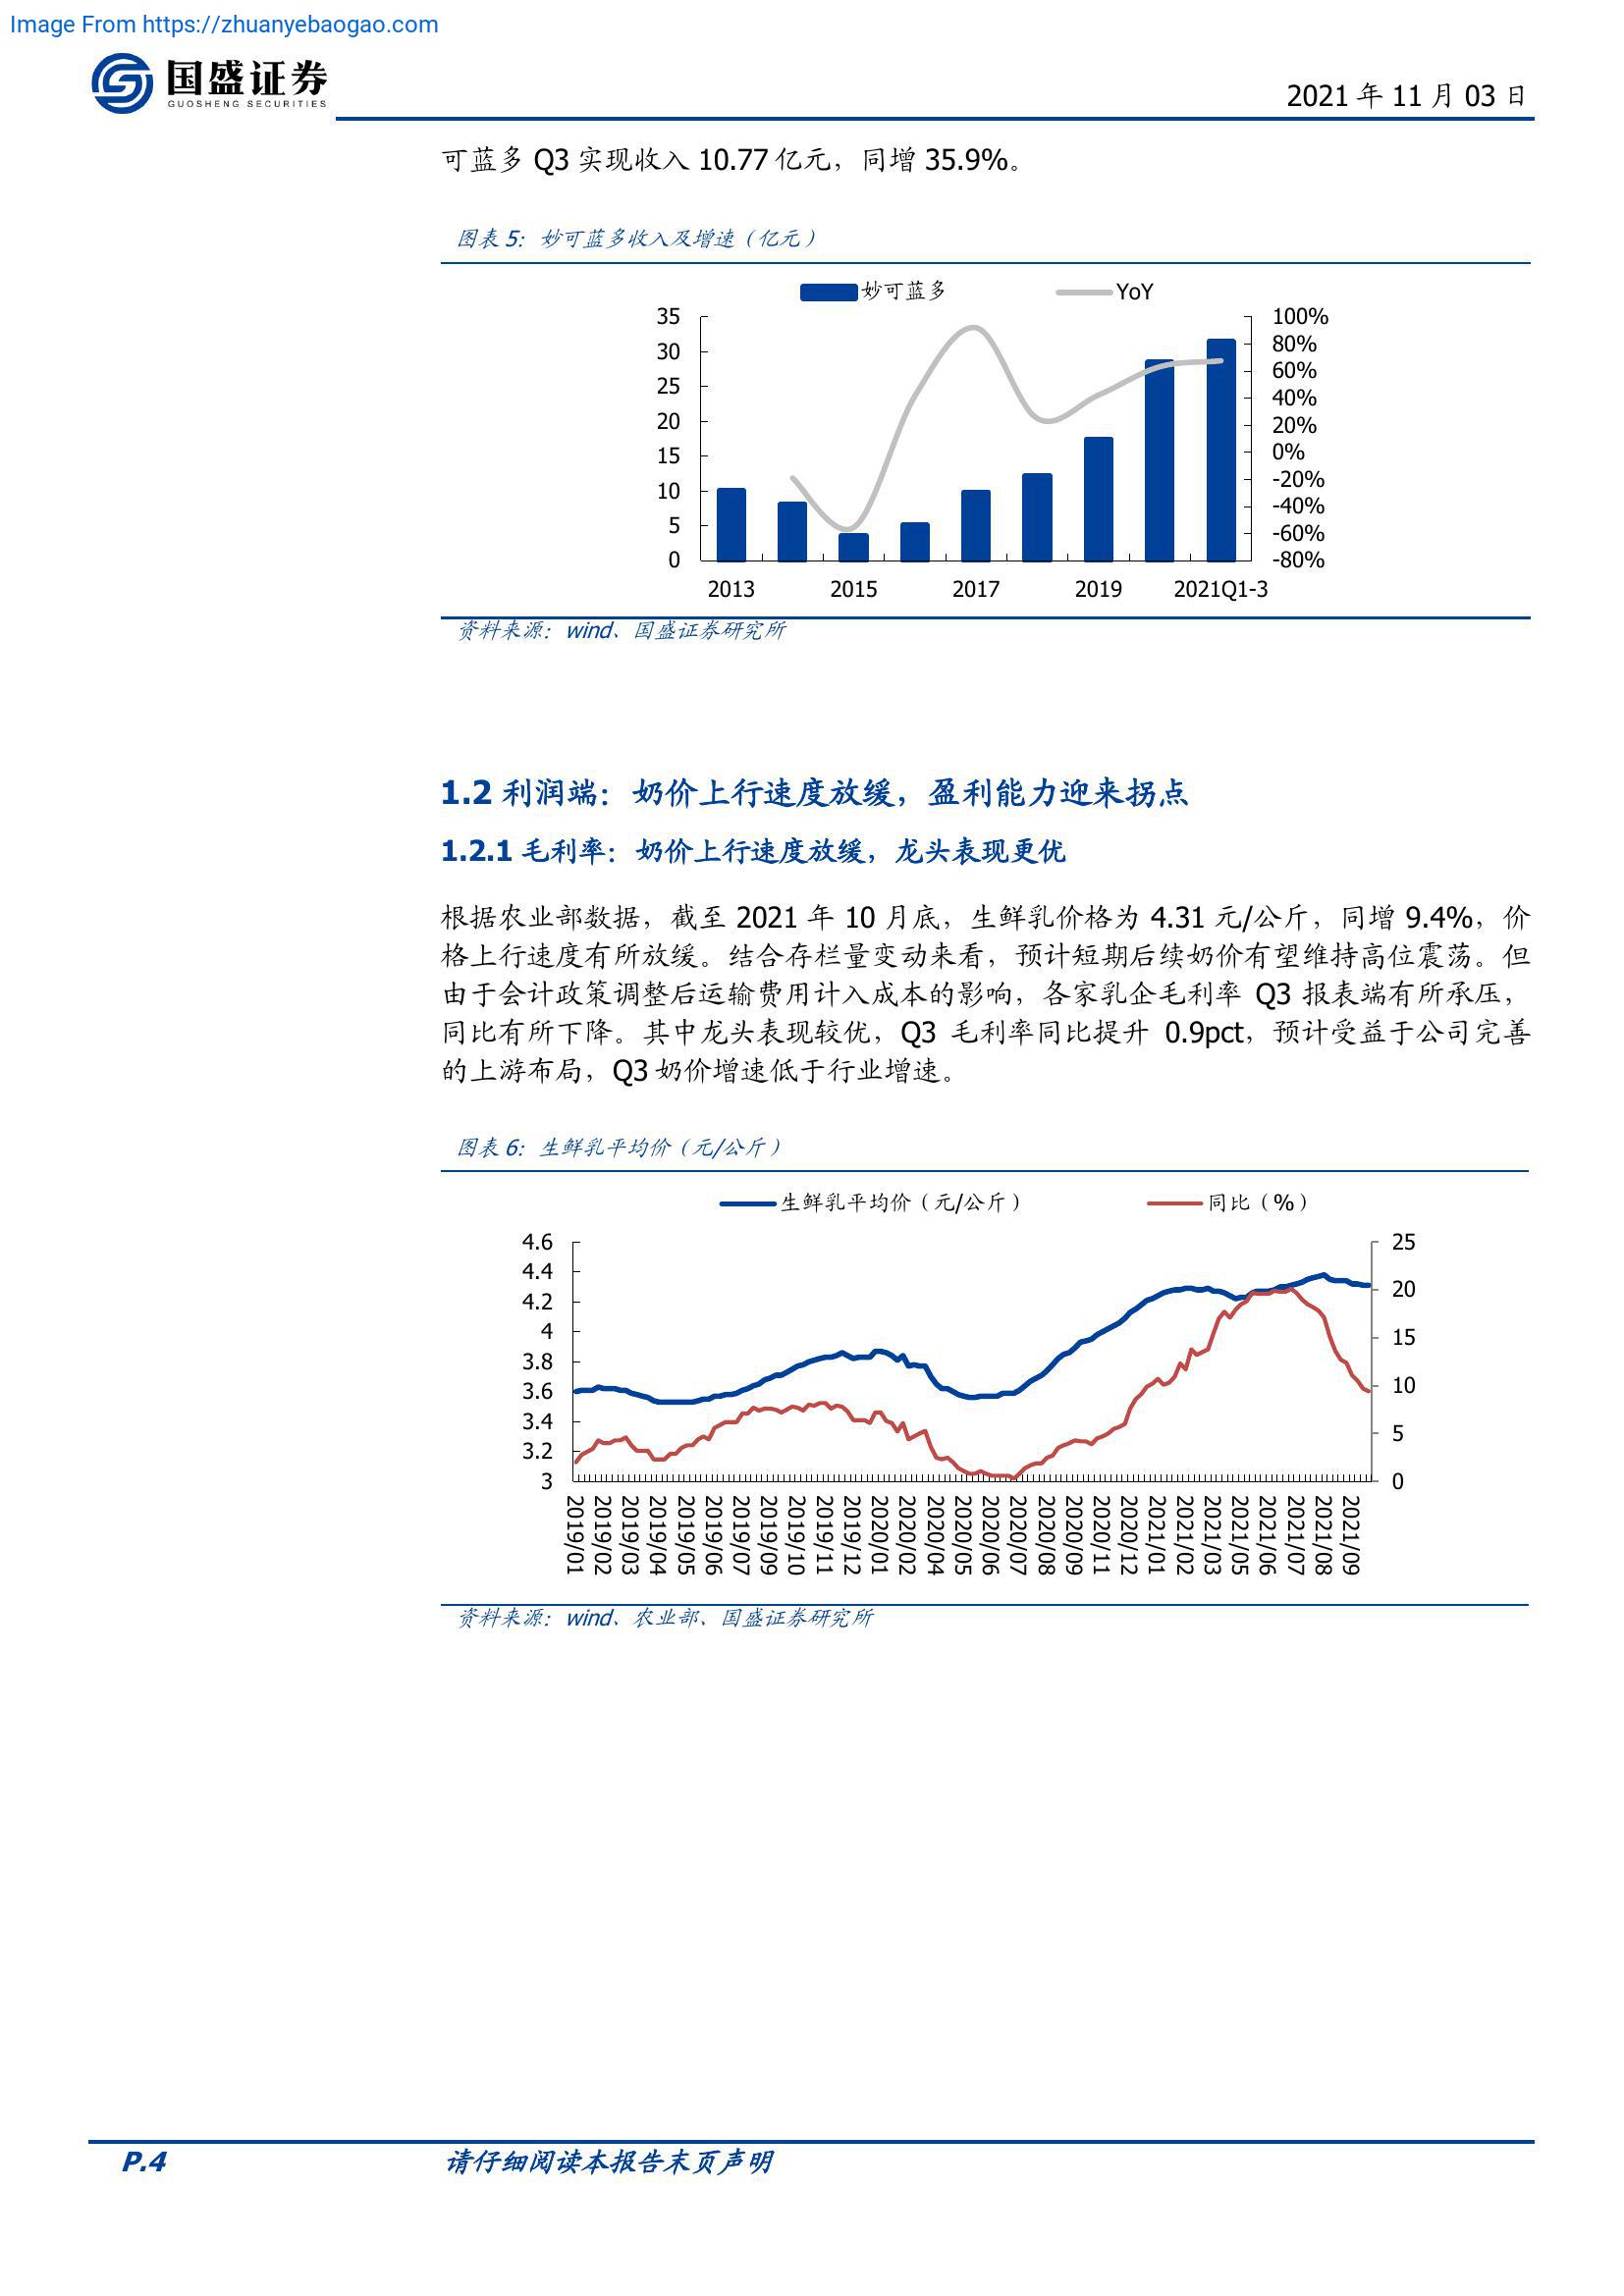 Image From https://zhuanyebaogao.com
国盛证券
GUOSHENG SECURITIES
2021 年 11 月 03 日
可蓝多 Q3 实现收入 10.77 亿元，同增 35.9%。
图表 5：妙可蓝多收入及增速（亿元）
妙可蓝多 YoY
35 100%
30 80%
25 60%
20 40%
15 20%
10 0%
5 -20%
0 -40%
-60%
-80%
2013 2015 2017 2019 2021Q1-3
资料来源：wind、国盛证券研究所
1.2 利润端：奶价上行速度放缓，盈利能力迎来拐点
1.2.1 毛利率：奶价上行速度放缓，龙头表现更优
根据农业部数据，截至 2021 年 10 月底，生鲜乳价格为 4.31 元/公斤，同增 9.4%，价
格上行速度有所放缓。结合存栏量变动来看，预计短期后续奶价有望维持高位震荡。但
由于会计政策调整后运输费用计入成本的影响，各家乳企毛利率 Q3 报表端有所承压，
同比有所下降。其中龙头表现较优，Q3 毛利率同比提升 0.9pct，预计受益于公司完善
的上游布局，Q3 奶价增速低于行业增速。
图表 6：生鲜乳平均价（元/公斤）
生鲜乳平均价（元/公斤） 同比（%）
4.6 25
4.4
4.2 20
4 15
3.8
3.6 10
3.4 5
3.2
3 0
2019/01 2019/02 2019/03 2019/04 2019/05 2019/06 2019/07 2019/09 2019/10 2019/11 2019/12 2020/01 2020/02 2020/04 2020/05 2020/06 2020/07 2020/08 2020/09 2020/11 2020/12 2021/01 2021/02 2021/03 2021/05 2021/06 2021/07 2021/08 2021/09
资料来源：wind、农业部、国盛证券研究所
P.4 请仔细阅读本报告末页声明